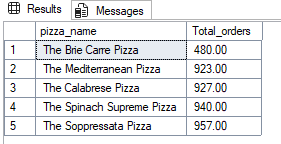 Results Messages
pizza_name Total_orders
1 The Brie Carre Pizza 480.00
2 The Mediterranean Pizza 923.00
3 The Calabrese Pizza 927.00
4 The Spinach Supreme Pizza 940.00
5 The Soppressata Pizza 957.00